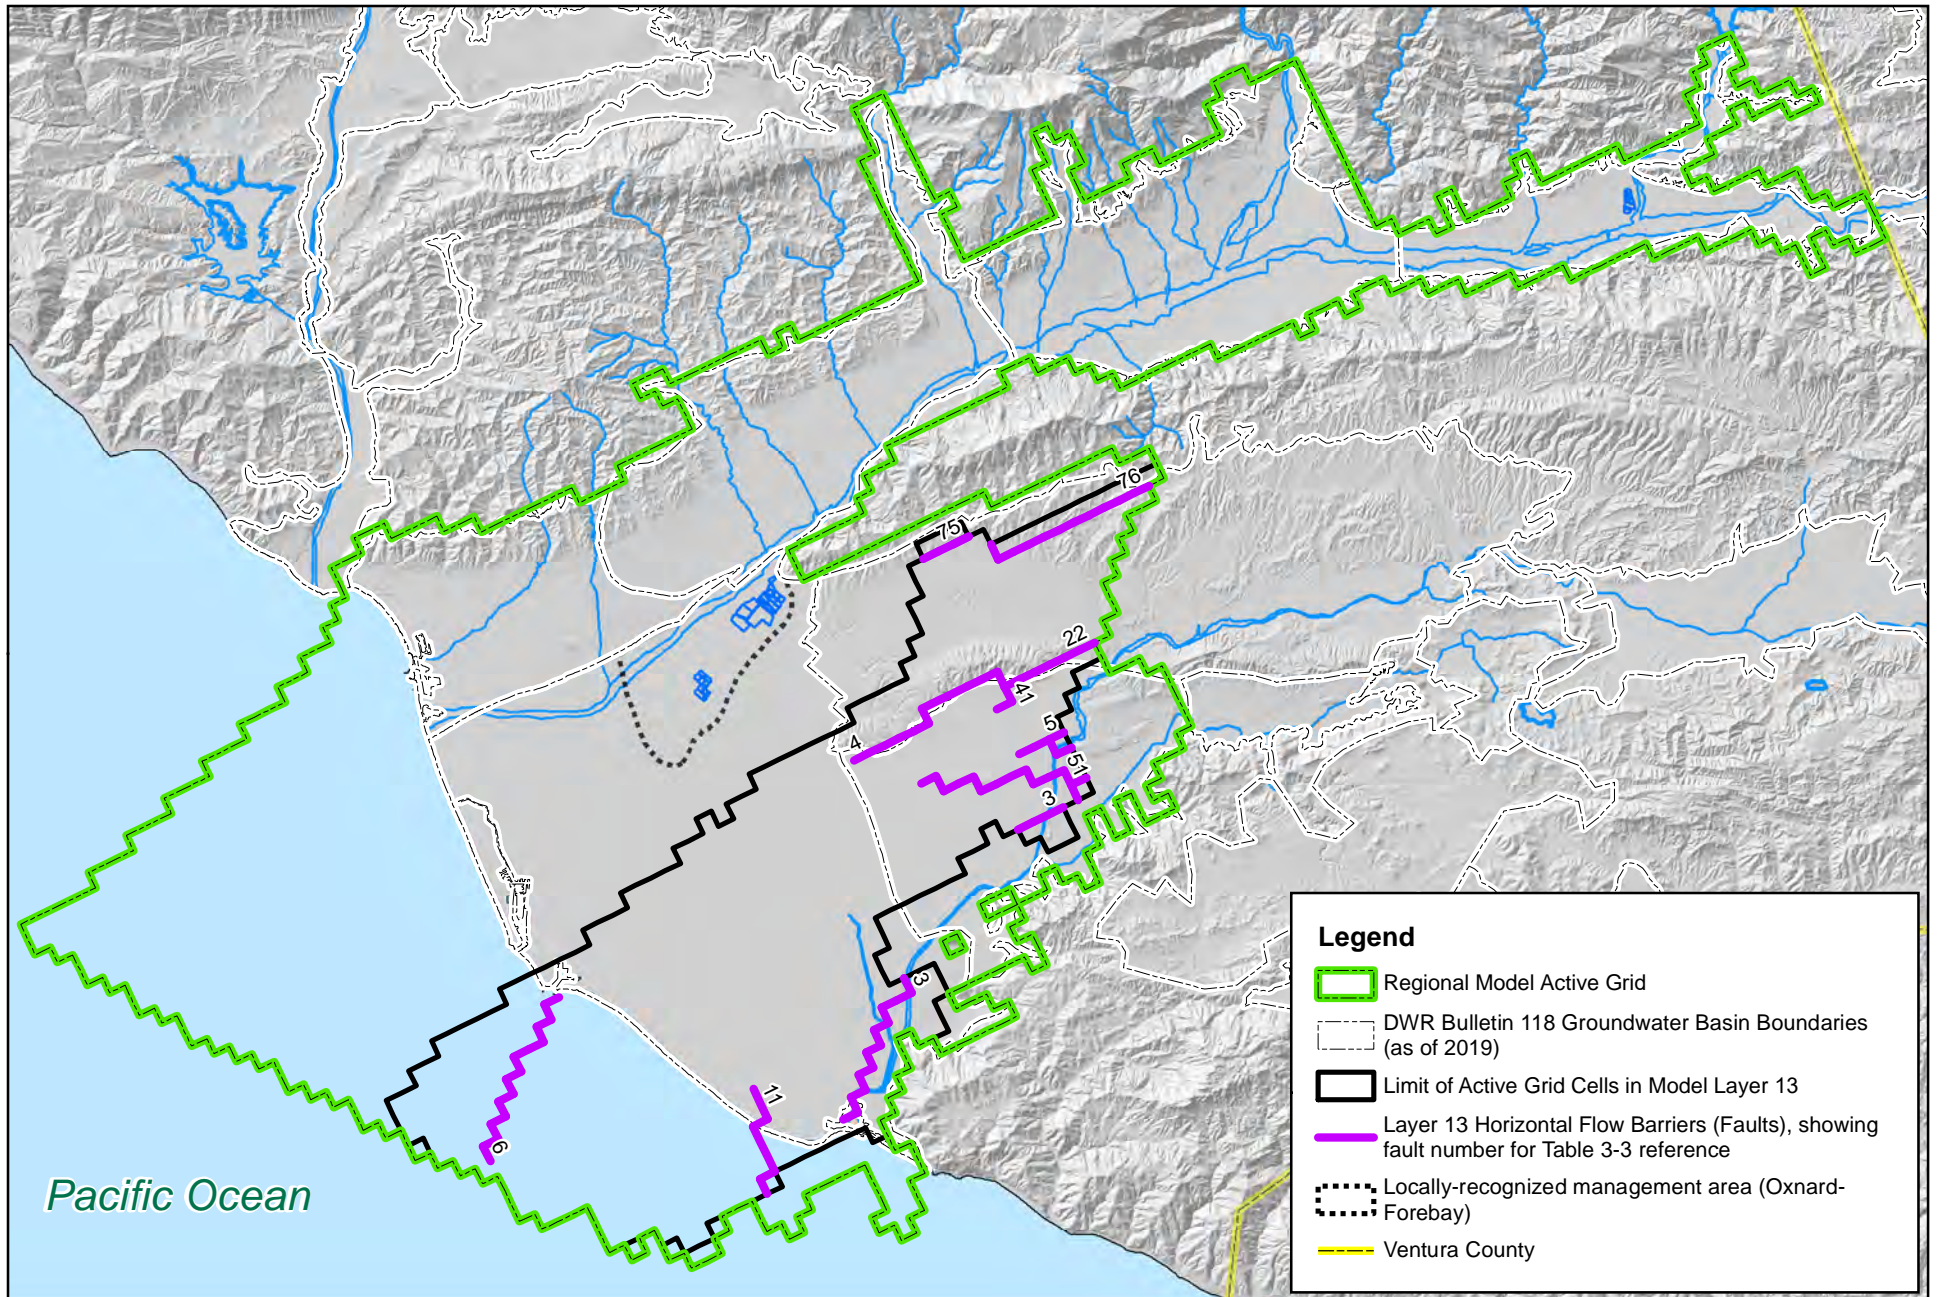 76
75
22
41
4
5
51
3
3
11
6
Pacific Ocean
Legend
Regional Model Active Grid
DWR Bulletin 118 Groundwater Basin Boundaries
(as of 2019)
Limit of Active Grid Cells in Model Layer 13
Layer 13 Horizontal Flow Barriers (Faults), showing
fault number for Table 3-3 reference
Locally-recognized management area (Oxnard-
Forebay)
Ventura County